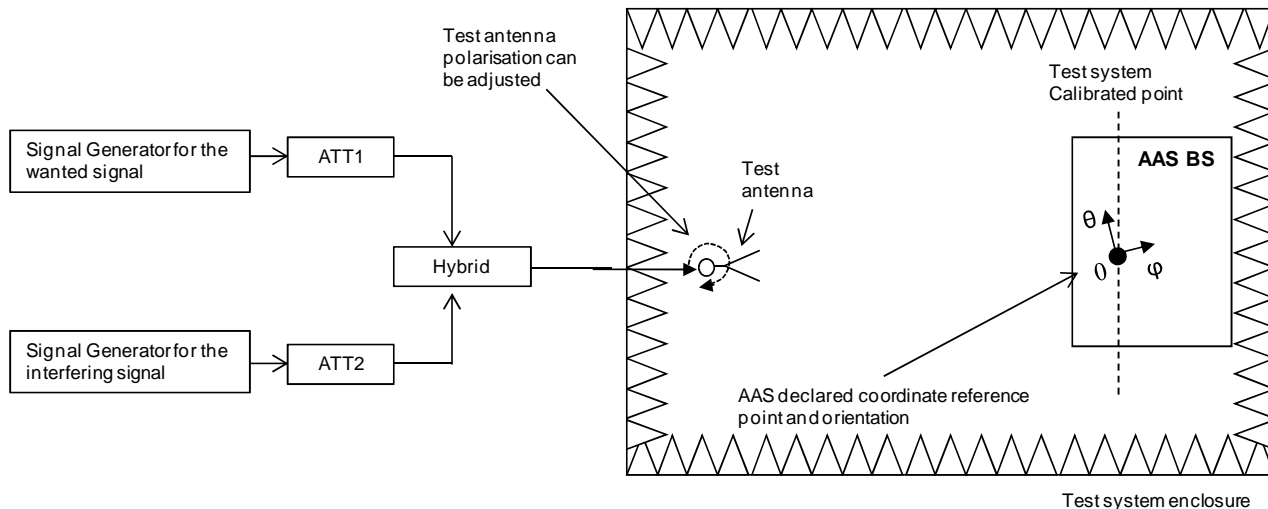 Test antenna
polarisation can
be adjusted
Test system
Calibrated point
Signal Generator for the
wanted signal
ATT1
AAS BS
Test
antenna
θ
Hybrid
0
φ
Signal Generator for the
interfering signal
ATT2
AAS declared coordinate reference
point and orientation
Test system enclosure